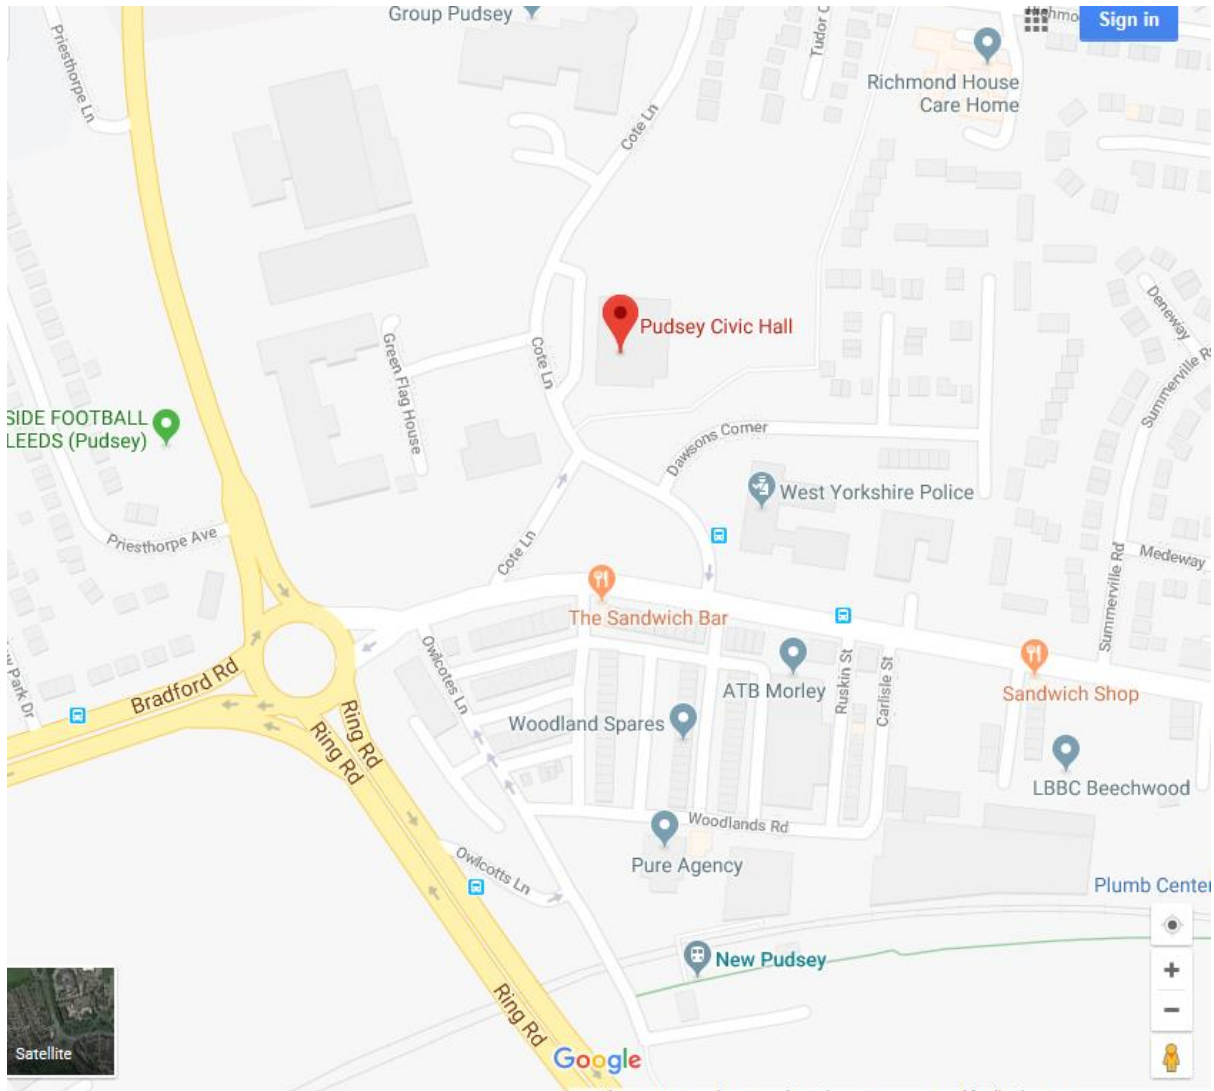 Group Pudsey
Sign in
Priesthorpe Ln
Tudor C
Richmond House
Care Home
Cote Ln
Pudsey Civic Hall
Deneway
Summerville R
Green Flag House
Cote Ln
SIDE FOOTBALL
LEEDS (Pudsey)
Dawsons Corner
West Yorkshire Police
Priesthorpe Ave
Cote Ln
Medeway
Summerville Rd
The Sandwich Bar
Owlcotes Ln
Park Dr
Bradford Rd
ATB Morley
Ruskin St
Carlisle St
Sandwich Shop
Woodland Spares
Ring Rd
Ring Rd
LBBC Beechwood
Woodlands Rd
Pure Agency
Owlcotts Ln
Plumb Center
New Pudsey
Ring Rd
Satellite
Google